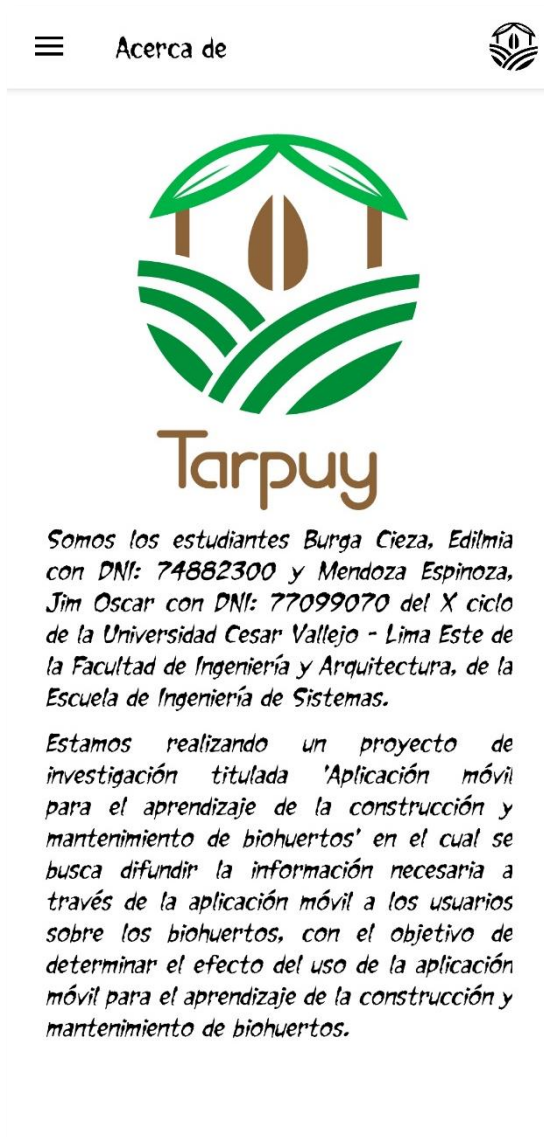 Acerca de
Tarpuy
Somos los estudiantes Burga Cieza, Edilmia
con DNI: 74882300 y Mendoza Espinoza,
Jim Oscar con DNI: 77099070 del X ciclo
de la Universidad Cesar Vallejo - Lima Este de
la Facultad de Ingeniería y Arquitectura, de la
Escuela de Ingeniería de Sistemas.
Estamos realizando un proyecto de
investigación titulada 'Aplicación móvil
para el aprendizaje de la construcción y
mantenimiento de biohuertos' en el cual se
busca difundir la información necesaria a
través de la aplicación móvil a los usuarios
sobre los biohuertos, con el objetivo de
determinar el efecto del uso de la aplicación
móvil para el aprendizaje de la construcción y
mantenimiento de biohuertos.